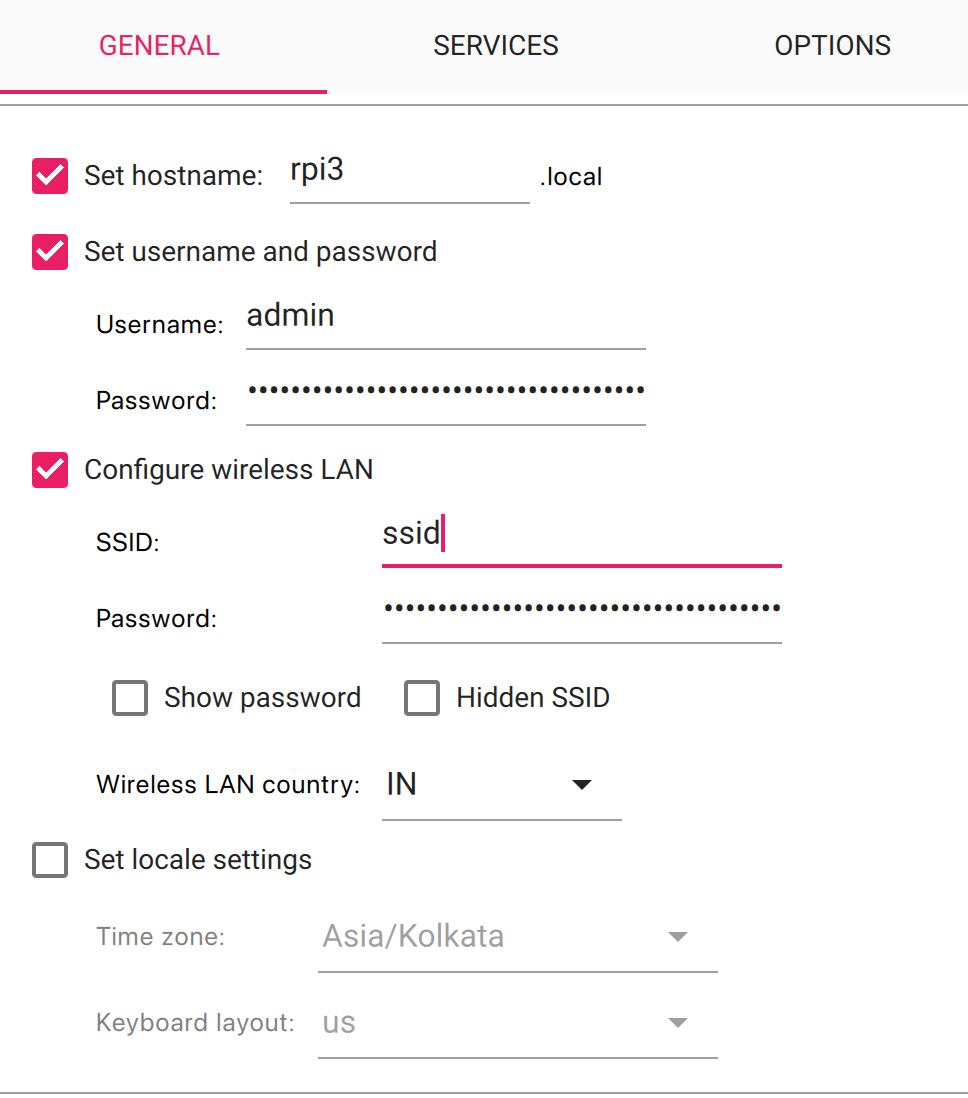 GENERAL SERVICES OPTIONS
Set hostname: rpi3 .local
Set username and password
Username: admin
Password: •••••••••••••••••••••••••••••••••••••
Configure wireless LAN
SSID: ssid
Password: •••••••••••••••••••••••••••••••••••••
Show password Hidden SSID
Wireless LAN country: IN
Set locale settings
Time zone: Asia/Kolkata
Keyboard layout: us